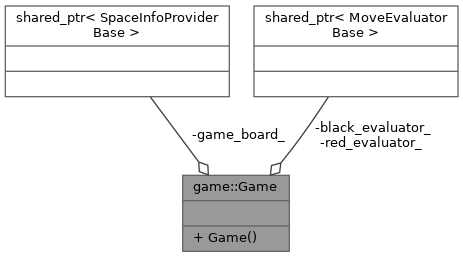 shared_ptr< SpaceInfoProvider
Base >
shared_ptr< MoveEvaluator
Base >
-game_board_
-black_evaluator_
-red_evaluator_
game::Game
+ Game()